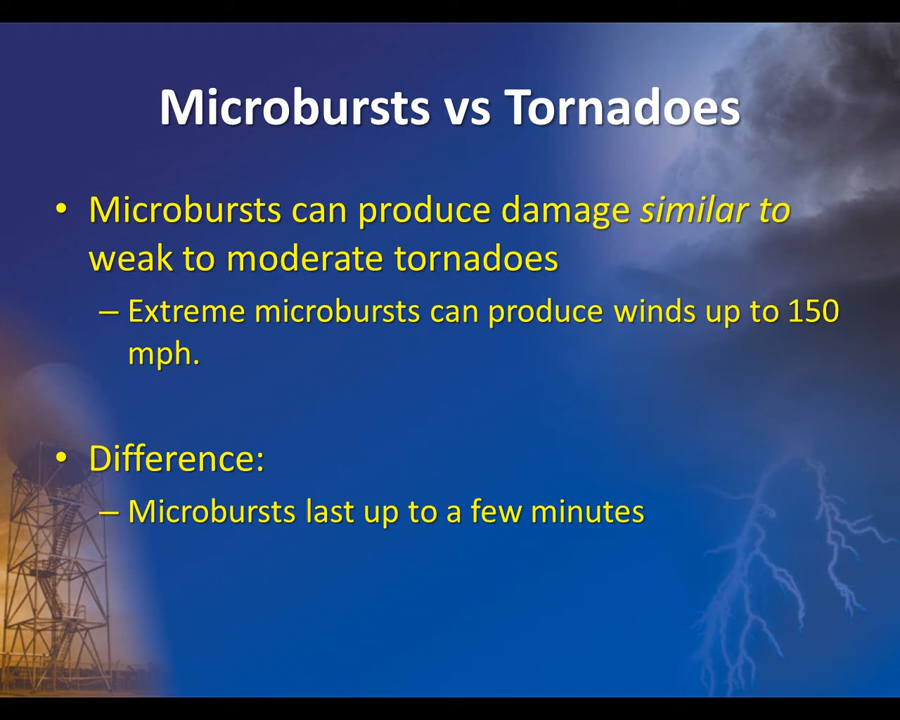 Microbursts vs Tornadoes
• Microbursts can produce damage similar to
weak to moderate tornadoes
– Extreme microbursts can produce winds up to 150
mph.
• Difference:
– Microbursts last up to a few minutes